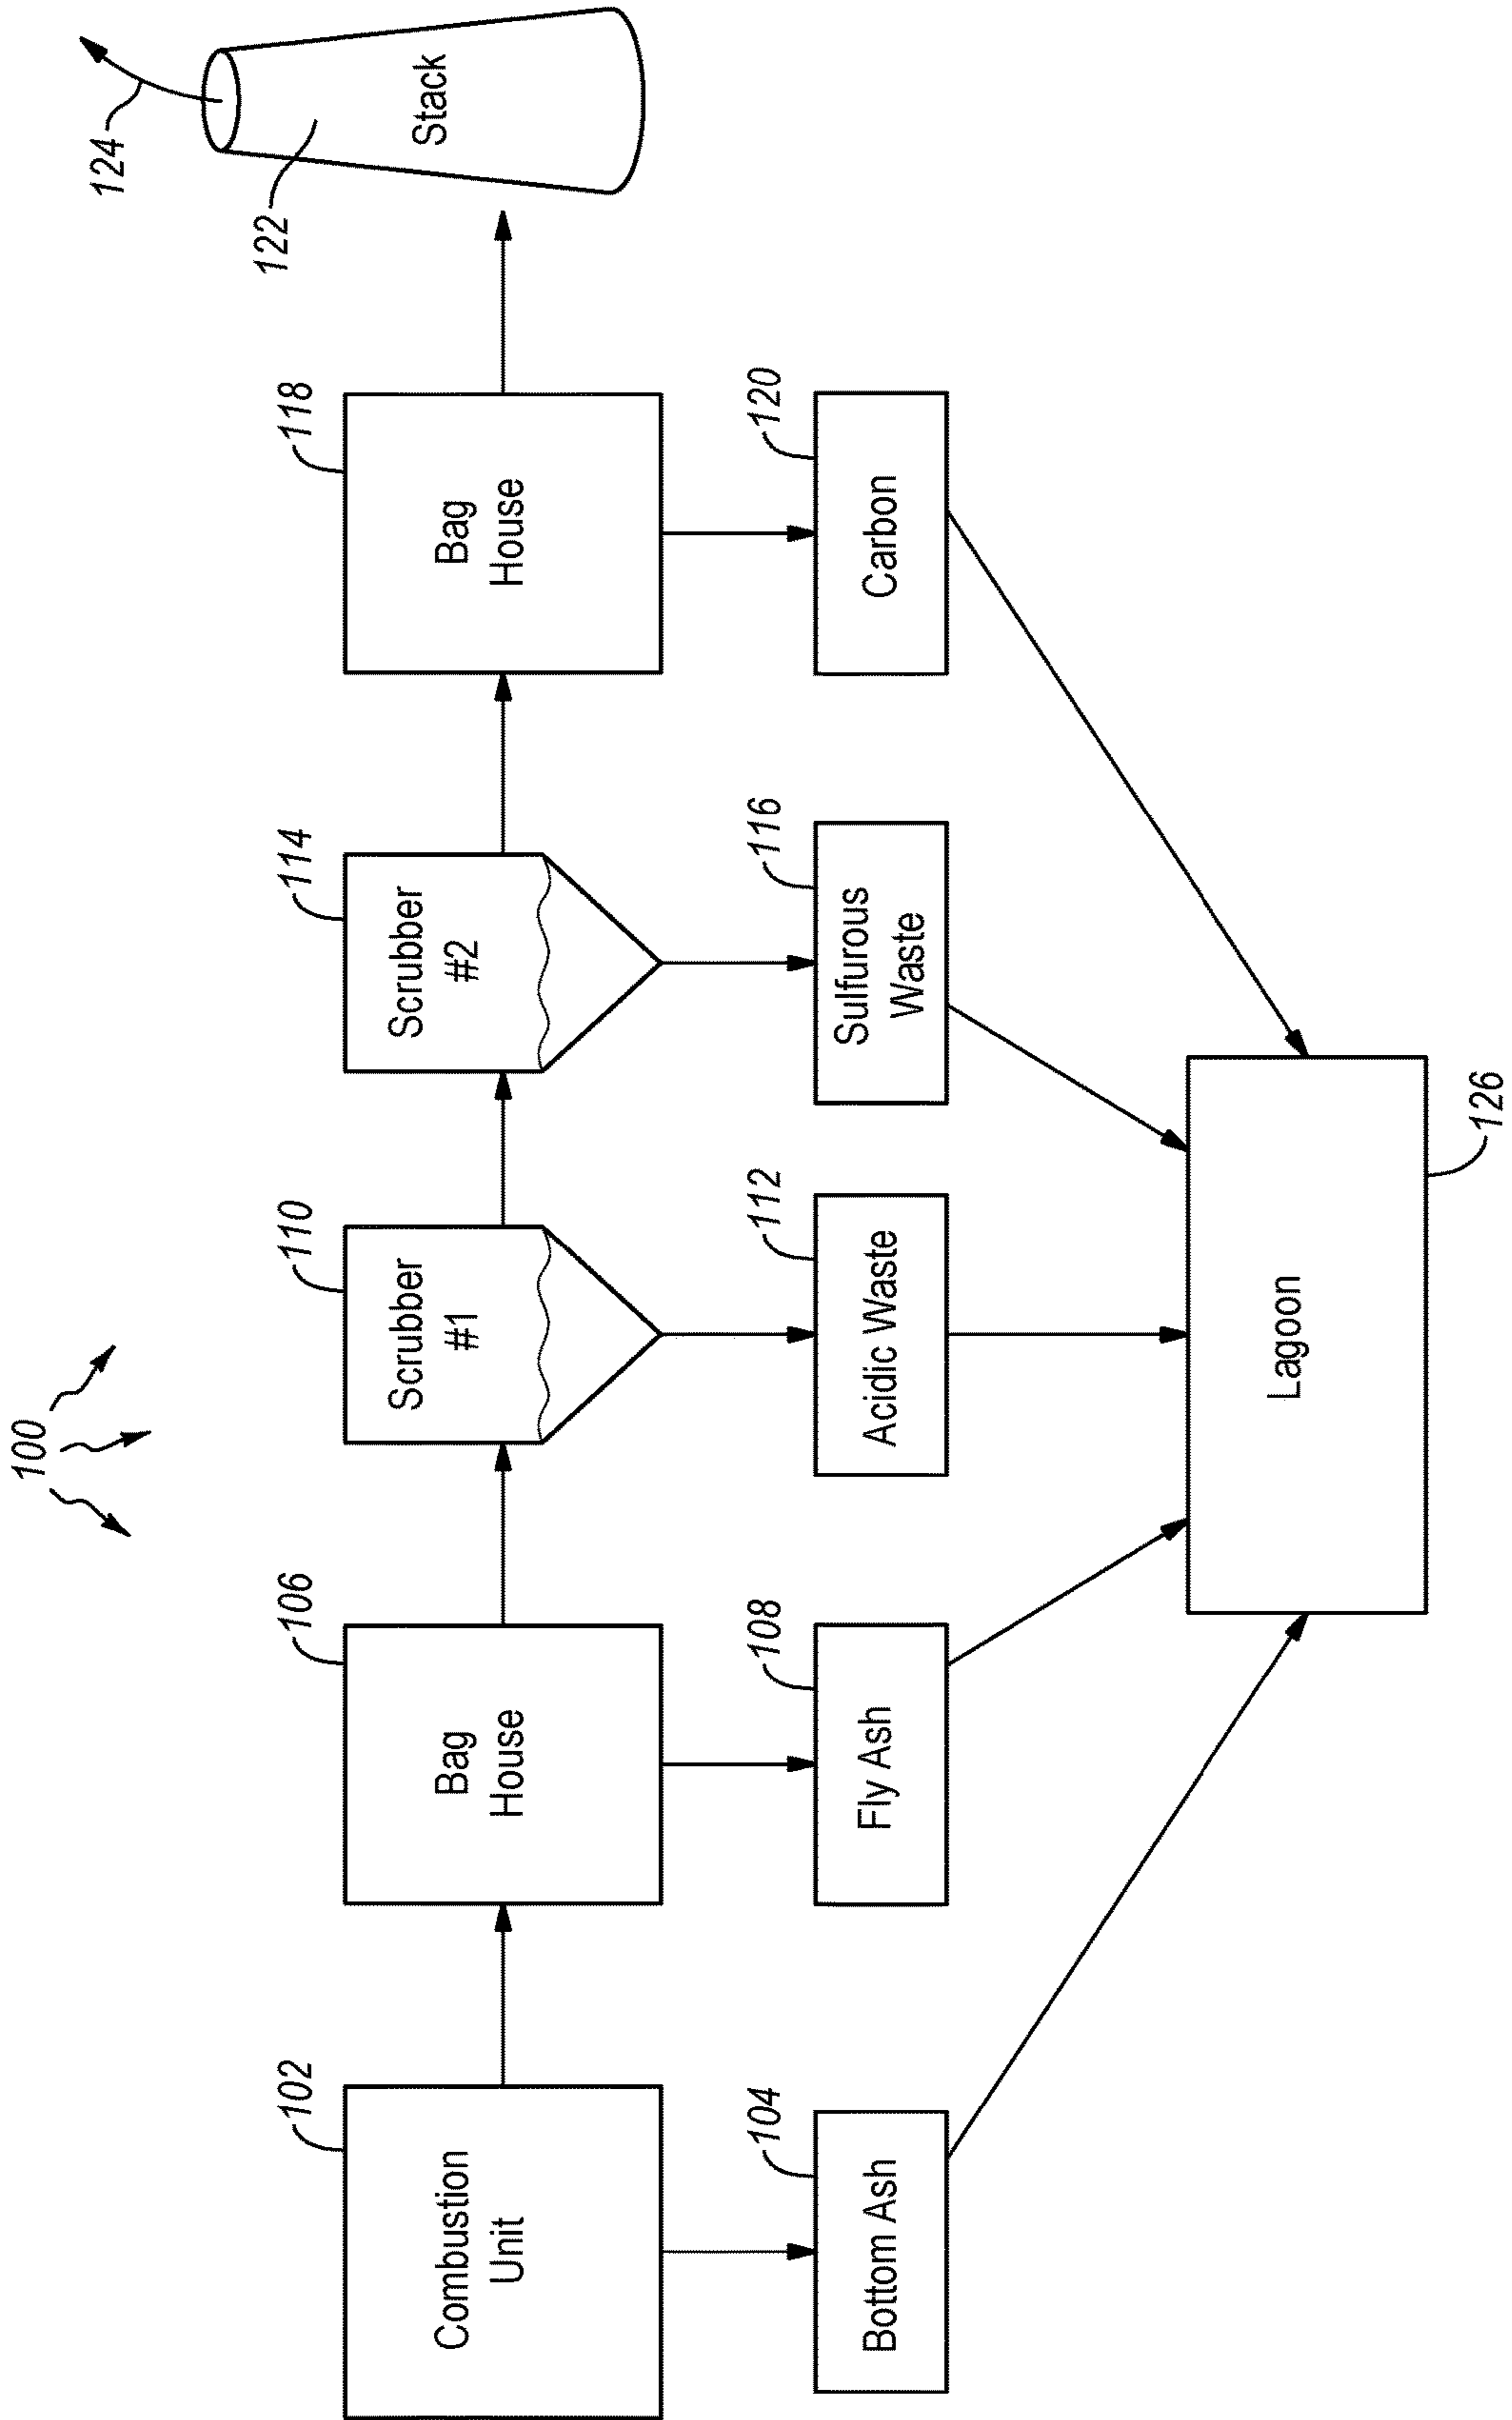 100
124
122
Stack
102
Combustion
Unit
106
Bag
House
110
Scrubber
#1
114
Scrubber
#2
118
Bag
House
104
Bottom Ash
108
Fly Ash
112
Acidic Waste
116
Sulfurous
Waste
120
Carbon
Lagoon
126